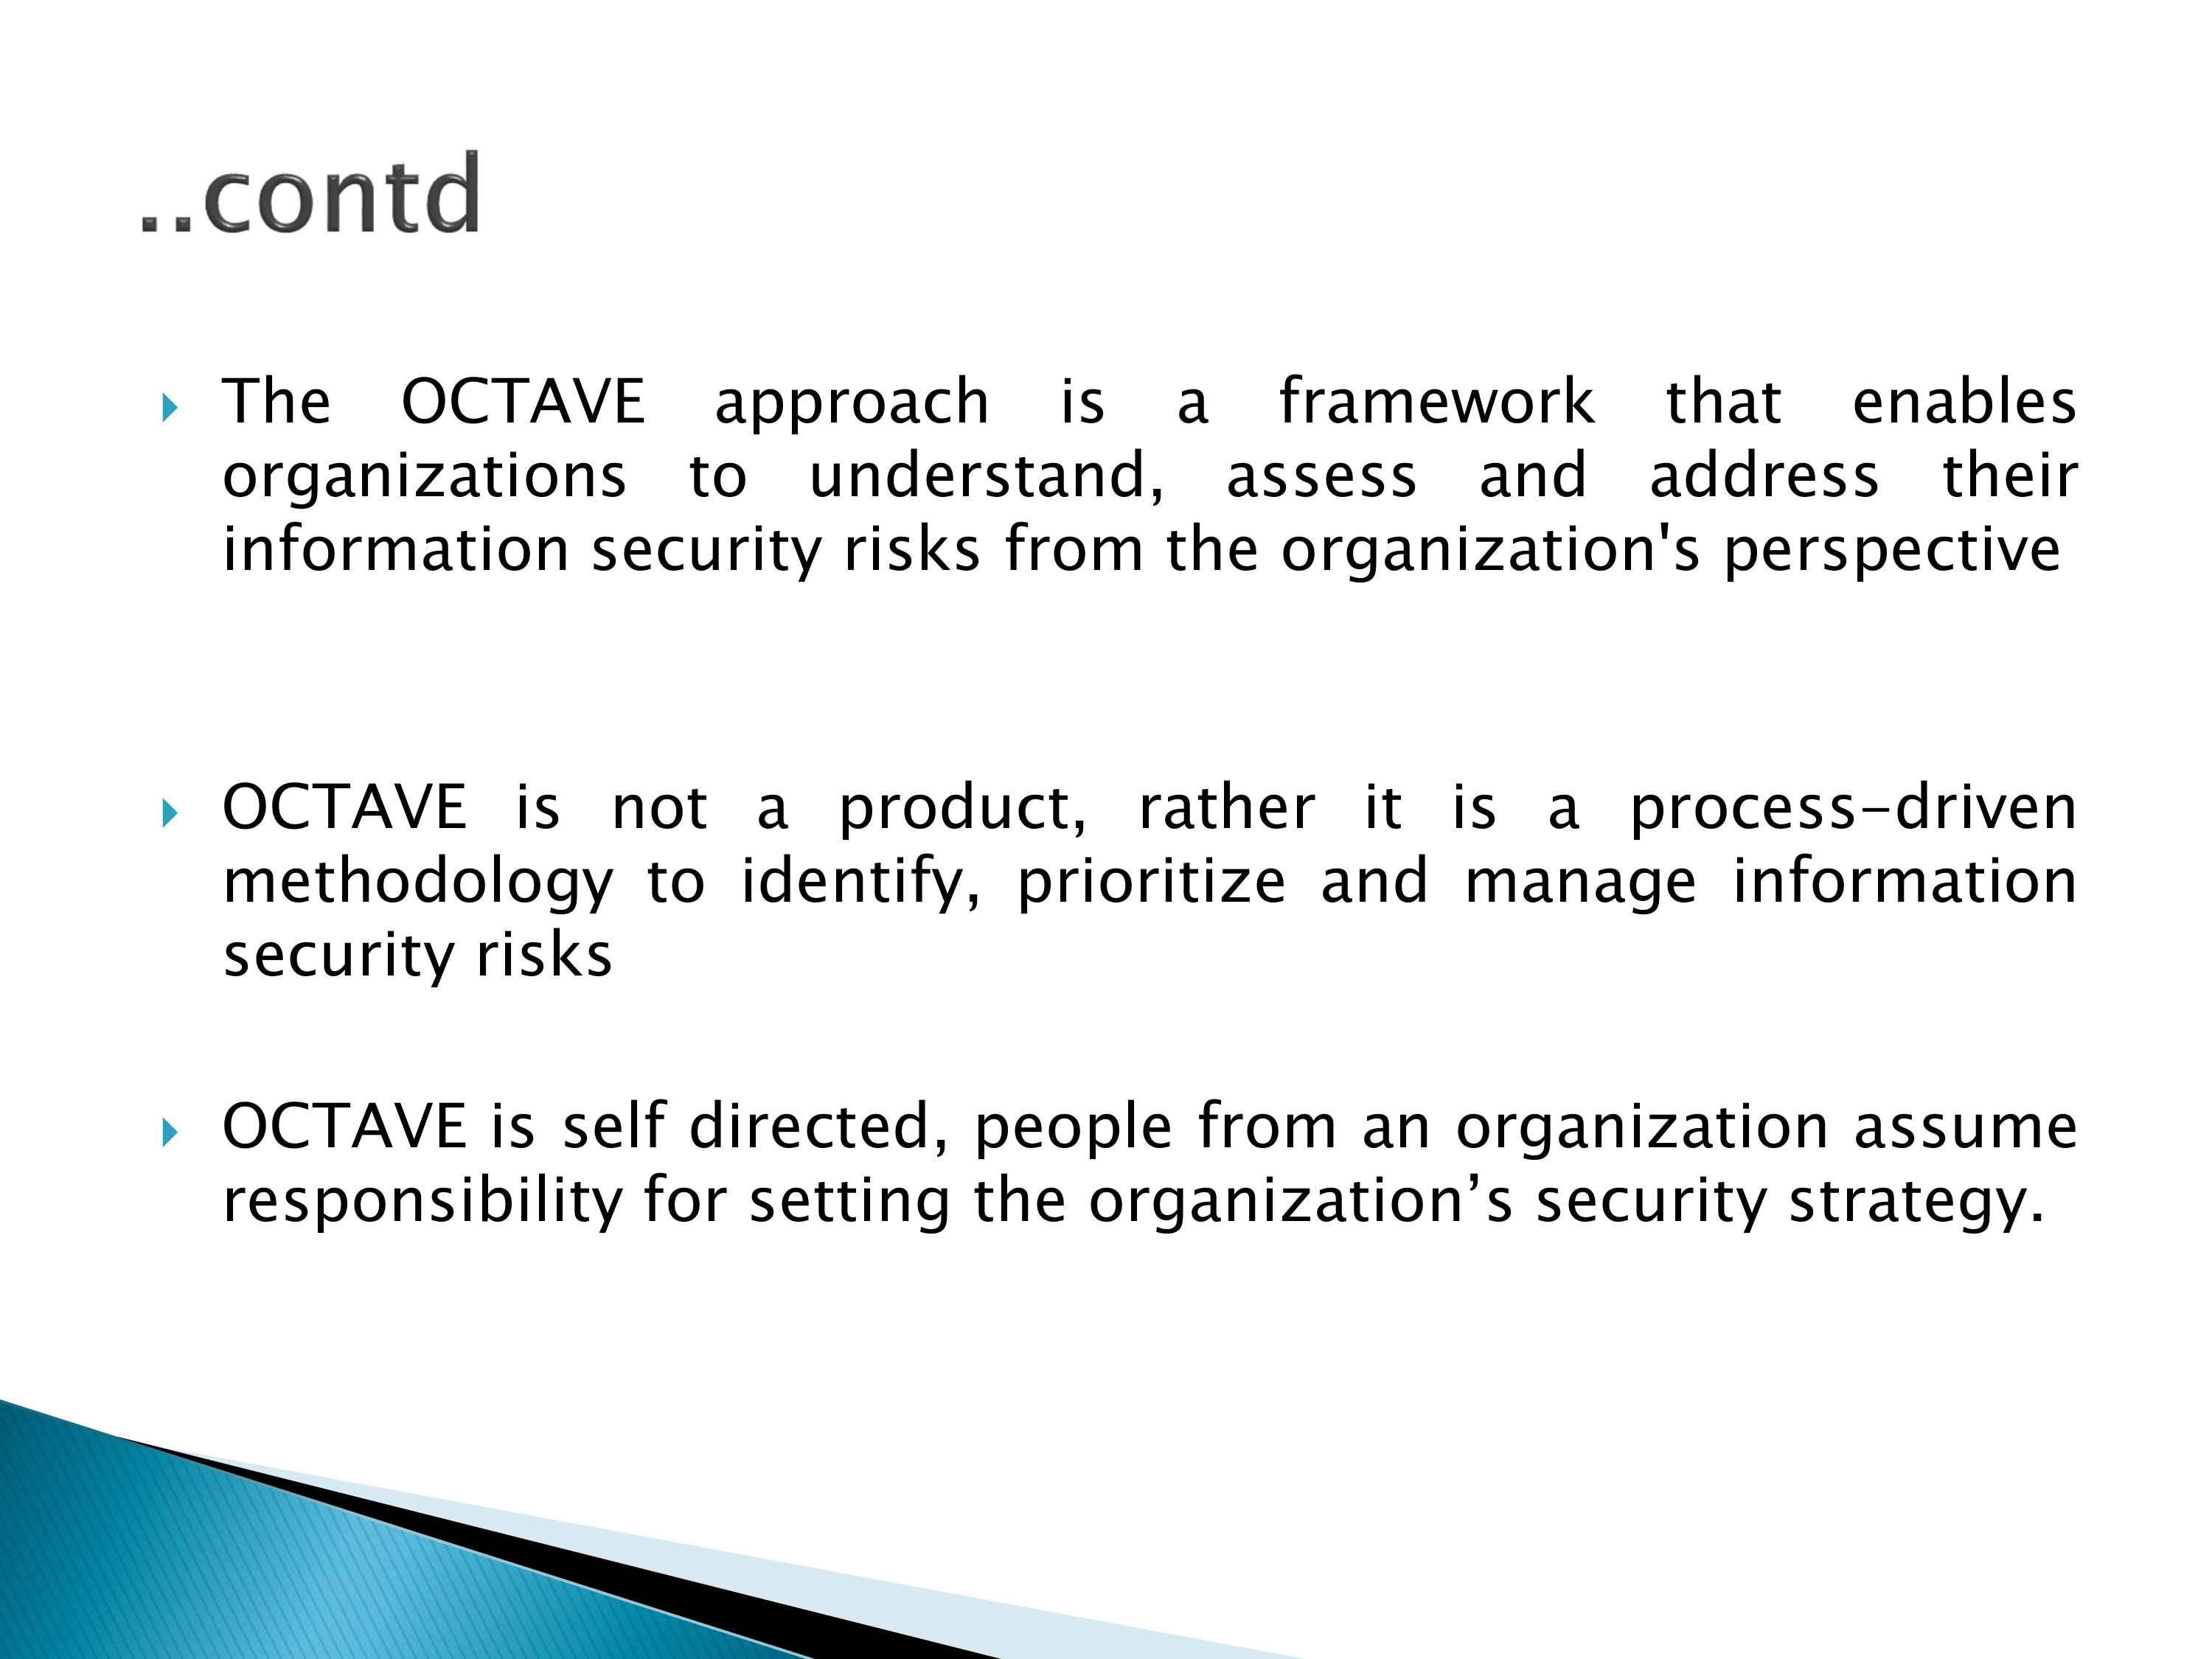 ..contd
The OCTAVE approach is a framework that enables
organizations to understand, assess and address their
information security risks from the organization's perspective
OCTAVE is not a product, rather it is a process-driven
methodology to identify, prioritize and manage information
security risks
OCTAVE is self directed, people from an organization assume
responsibility for setting the organization’s security strategy.